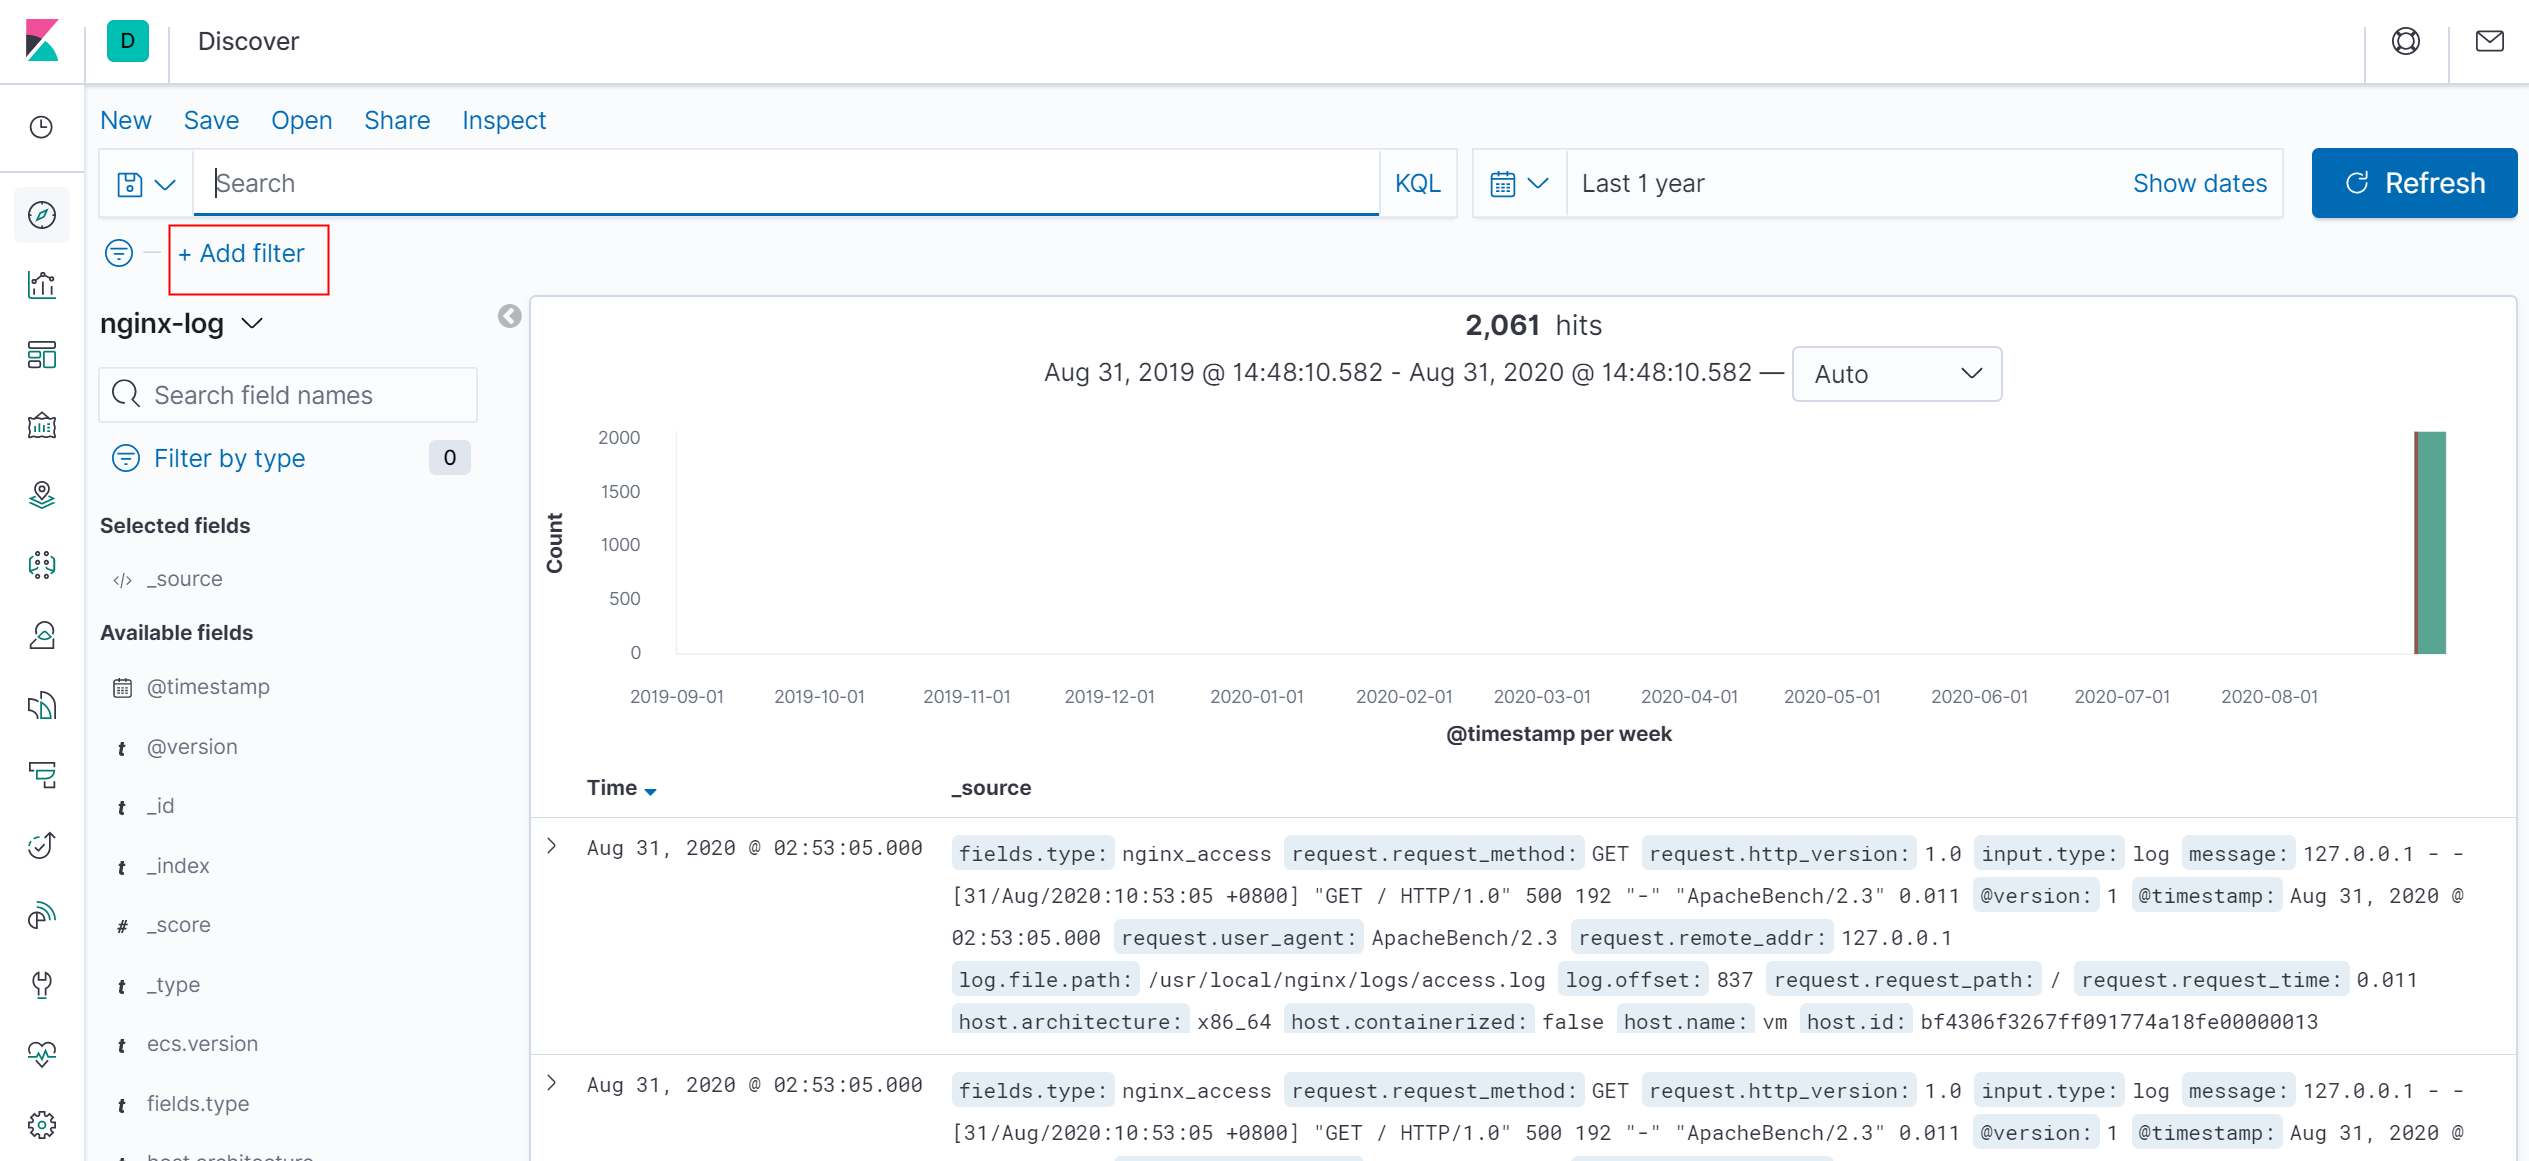 D Discover
New Save Open Share Inspect
Search KQL Last 1 year Show dates Refresh
+ Add filter
nginx-log
Search field names
Filter by type 0
Selected fields
</> _source
Available fields
@timestamp
t @version
t _id
t _index
# _score
t _type
t ecs.version
t fields.type
2,061 hits
Aug 31, 2019 @ 14:48:10.582 - Aug 31, 2020 @ 14:48:10.582 — Auto
Count
2000
1500
1000
500
0
2019-09-01 2019-10-01 2019-11-01 2019-12-01 2020-01-01 2020-02-01 2020-03-01 2020-04-01 2020-05-01 2020-06-01 2020-07-01 2020-08-01
@timestamp per week
Time _source
Aug 31, 2020 @ 02:53:05.000 fields.type: nginx_access request.request_method: GET request.http_version: 1.0 input.type: log message: 127.0.0.1 - -
[31/Aug/2020:10:53:05 +0800] "GET / HTTP/1.0" 500 192 "-" "ApacheBench/2.3" 0.011 @version: 1 @timestamp: Aug 31, 2020 @
02:53:05.000 request.user_agent: ApacheBench/2.3 request.remote_addr: 127.0.0.1
log.file.path: /usr/local/nginx/logs/access.log log.offset: 837 request.request_path: / request.request_time: 0.011
host.architecture: x86_64 host.containerized: false host.name: vm host.id: bf4306f3267ff091774a18fe00000013
Aug 31, 2020 @ 02:53:05.000 fields.type: nginx_access request.request_method: GET request.http_version: 1.0 input.type: log message: 127.0.0.1 - -
[31/Aug/2020:10:53:05 +0800] "GET / HTTP/1.0" 500 192 "-" "ApacheBench/2.3" 0.011 @version: 1 @timestamp: Aug 31, 2020 @